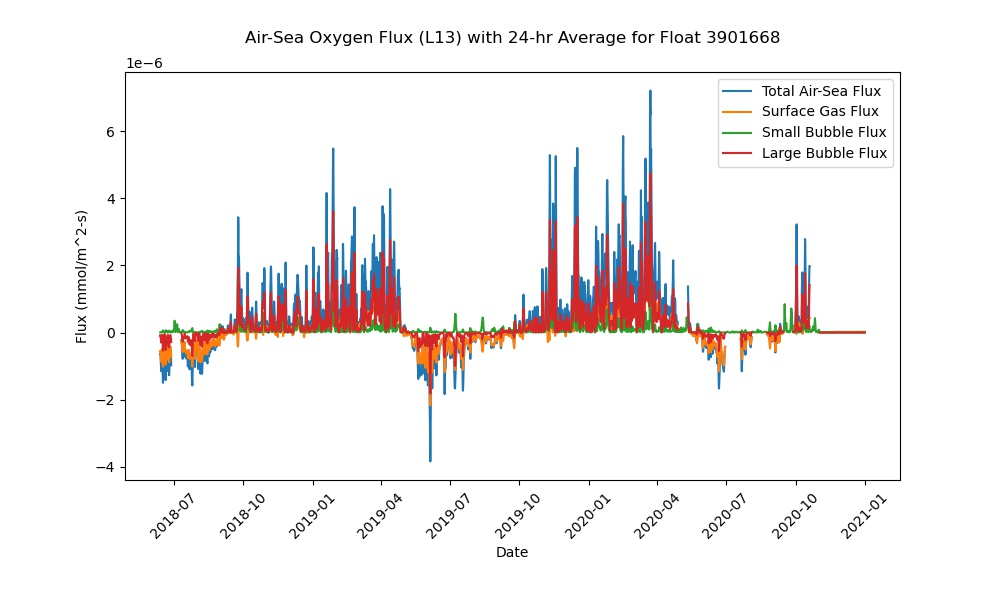 Air-Sea Oxygen Flux (L13) with 24-hr Average for Float 3901668
1e−6
Total Air-Sea Flux
Surface Gas Flux
Small Bubble Flux
Large Bubble Flux
6
4
2
0
−2
−4
Flux (mmol/m^2-s)
2018-07
2018-10
2019-01
2019-04
2019-07
2019-10
2020-01
2020-04
2020-07
2020-10
2021-01
Date